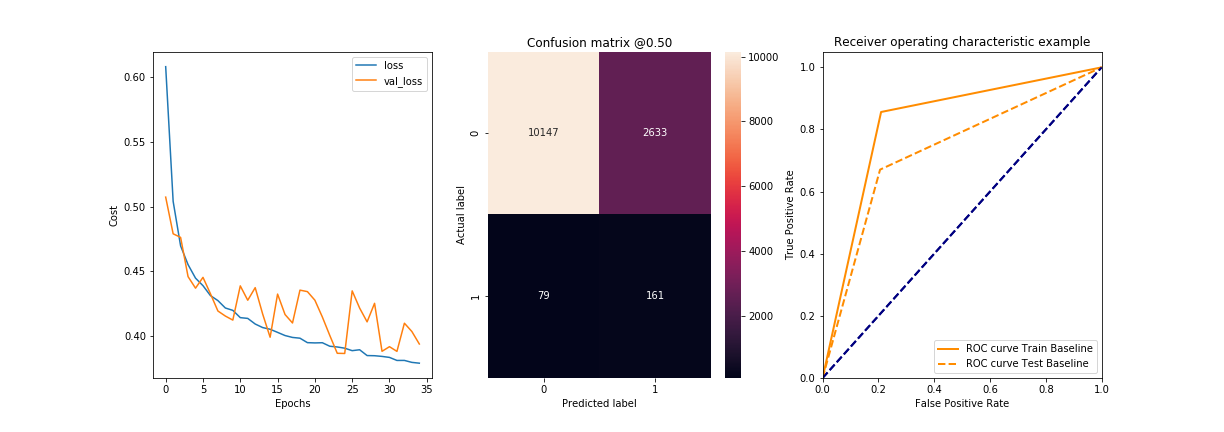 loss
val_loss
0.60
0.55
0.50
0.45
0.40
Cost
0 5 10 15 20 25 30 35
Epochs
Confusion matrix @0.50
10147 2633
79 161
0
1
Actual label
0 1
Predicted label
10000
8000
6000
4000
2000
Receiver operating characteristic example
1.0
0.8
0.6
0.4
0.2
0.0
True Positive Rate
ROC curve Train Baseline
ROC curve Test Baseline
0.0 0.2 0.4 0.6 0.8 1.0
False Positive Rate